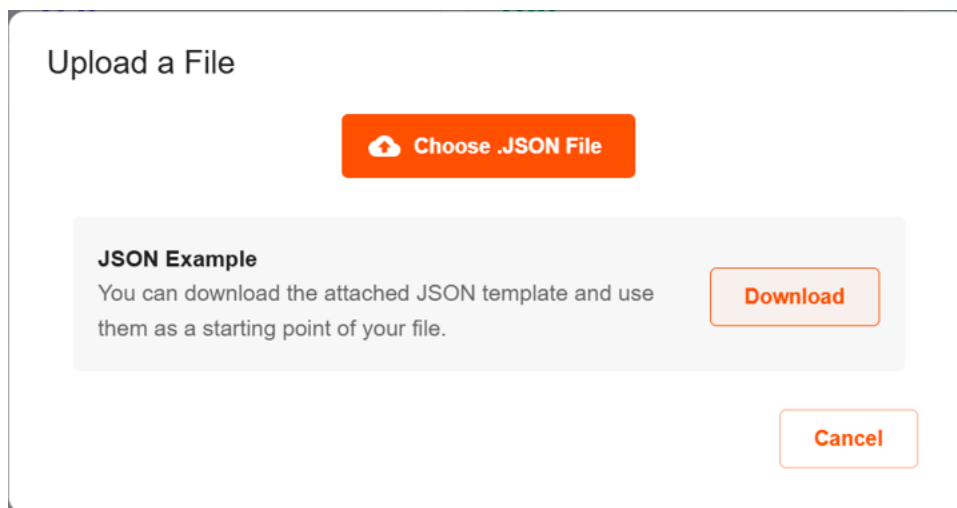 Upload a File
Choose .JSON File
JSON Example
You can download the attached JSON template and use
them as a starting point of your file.
Download
Cancel